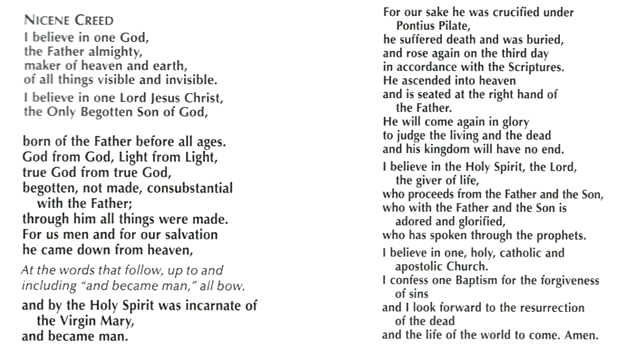 NICENE CREED
I believe in one God,
the Father almighty,
maker of heaven and earth,
of all things visible and invisible.
I believe in one Lord Jesus Christ,
the Only Begotten Son of God,
born of the Father before all ages.
God from God, Light from Light,
true God from true God,
begotten, not made, consubstantial
with the Father;
through him all things were made.
For us men and for our salvation
he came down from heaven,
At the words that follow, up to and
including "and became man," all bow.
and by the Holy Spirit was incarnate of
the Virgin Mary,
and became man.
For our sake he was crucified under
Pontius Pilate,
he suffered death and was buried,
and rose again on the third day
in accordance with the Scriptures.
He ascended into heaven
and is seated at the right hand of
the Father.
He will come again in glory
to judge the living and the dead
and his kingdom will have no end.
I believe in the Holy Spirit, the Lord,
the giver of life,
who proceeds from the Father and the Son,
who with the Father and the Son is
adored and glorified,
who has spoken through the prophets.
I believe in one, holy, catholic and
apostolic Church.
I confess one Baptism for the forgiveness
of sins
and I look forward to the resurrection
of the dead
and the life of the world to come. Amen.